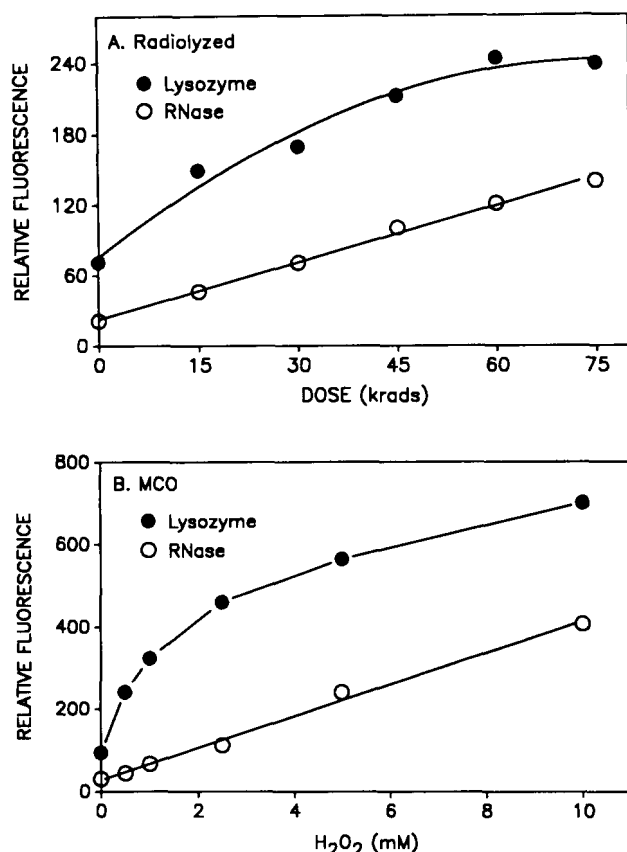 A. Radiolyzed
Lysozyme
RNase
RELATIVE FLUORESCENCE
240
180
120
60
0
0 15 30 45 60 75
DOSE (krads)
B. MCO
Lysozyme
RNase
RELATIVE FLUORESCENCE
800
600
400
200
0
0 2 4 6 8 10
H₂O₂ (mM)